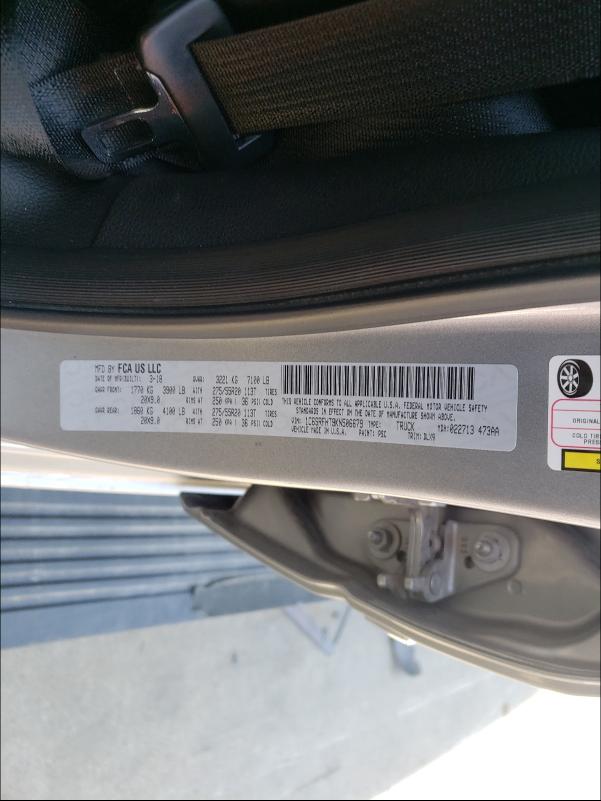 MFD BY FCA US LLC
DATE OF MFR: 3-18 GVWR: 3221 KG 7100 LB
GAWR FRONT: 1770 KG 3900 LB WITH 275/55R20 113T TIRES
20X9.0 RIMS AT 250 KPA/ 36 PSI COLD
GAWR REAR: 1860 KG 4100 LB WITH 275/55R20 113T TIRES
20X9.0 RIMS AT 250 KPA/ 36 PSI COLD
THIS VEHICLE CONFORMS TO ALL APPLICABLE U.S.A. FEDERAL MOTOR VEHICLE SAFETY
STANDARDS IN EFFECT ON THE DATE OF MANUFACTURE SHOWN ABOVE.
VIN: TYPE: TRUCK MDH: 022713 473AA
VEHICLE MADE IN U.S.A. PAINT: PSC TRIM: DLX9
ORIGINAL
COLD TI
PRES
S